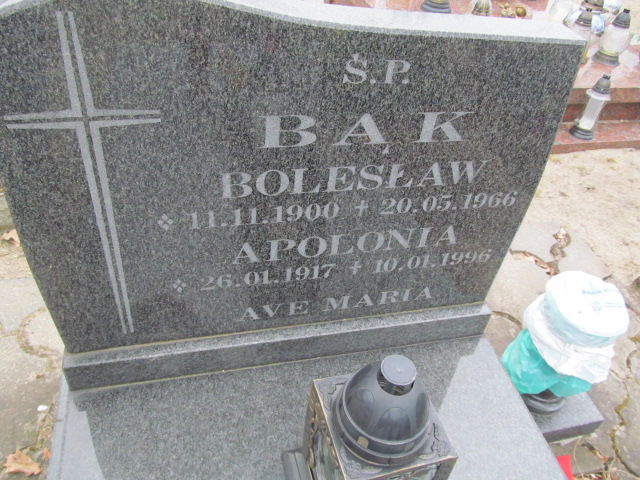 Ś.P.
BĄK
BOLESŁAW
11.11.1900 † 20.05.1966
APOLONIA
26.01.1917 † 10.01.1996
AVE MARIA